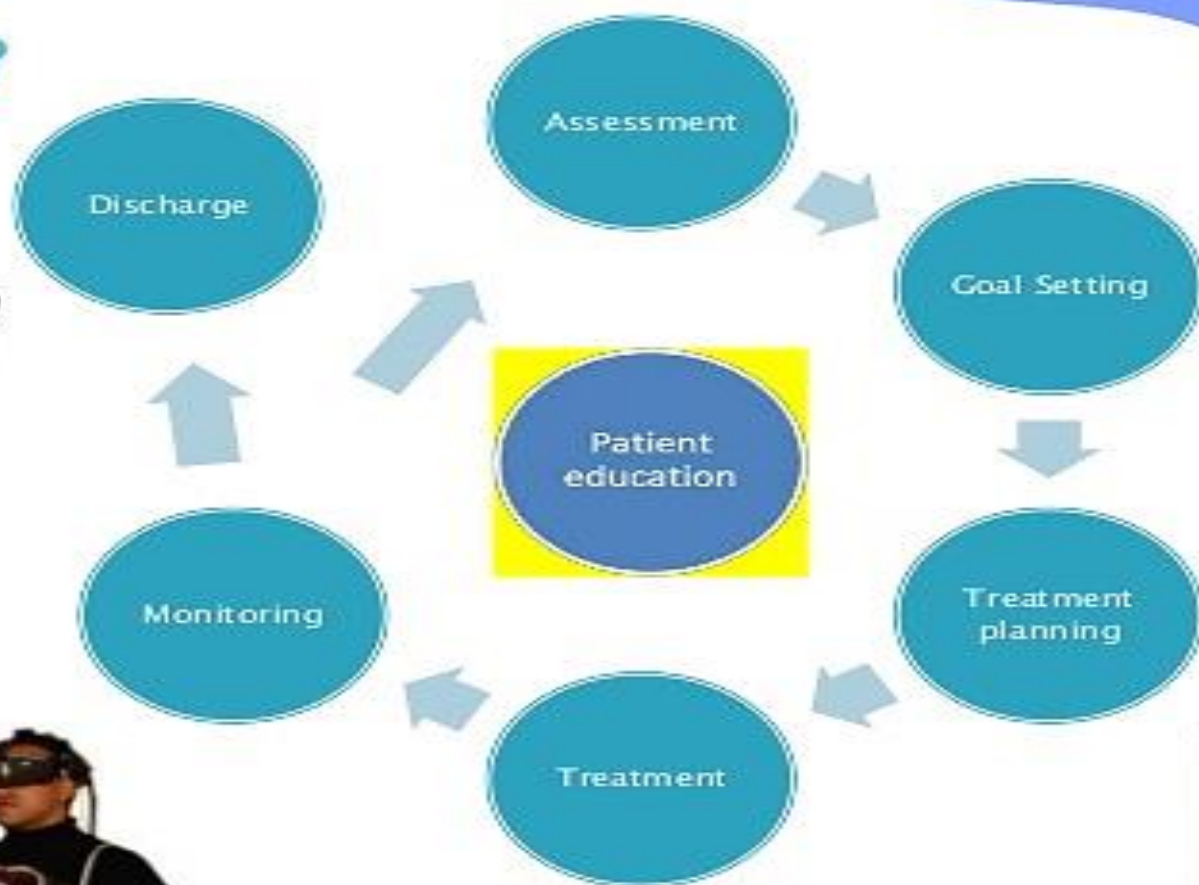 Assessment
Discharge
Goal Setting
Patient
education
Treatment
planning
Monitoring
Treatment